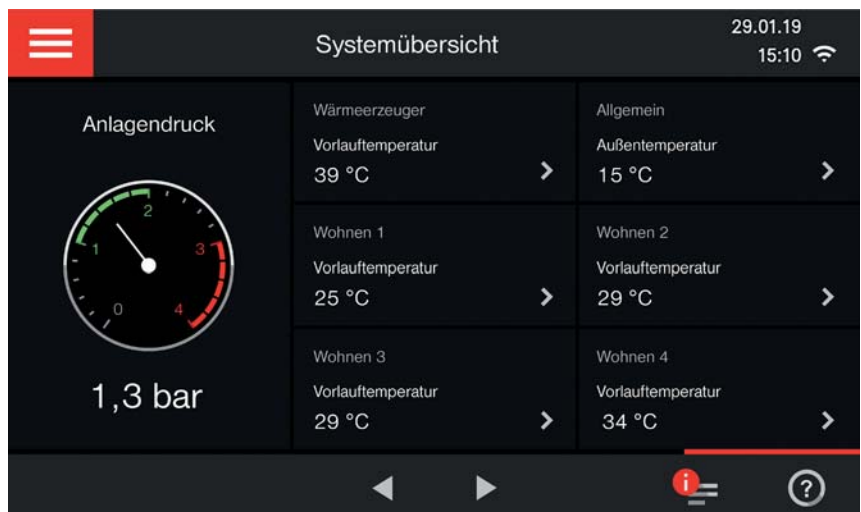 Systemübersicht
29.01.19
15:10
Anlagendruck
0
1
2
3
4
1,3 bar
Wärmeerzeuger
Vorlauftemperatur
39 °C
Allgemein
Außentemperatur
15 °C
Wohnen 1
Vorlauftemperatur
25 °C
Wohnen 2
Vorlauftemperatur
29 °C
Wohnen 3
Vorlauftemperatur
29 °C
Wohnen 4
Vorlauftemperatur
34 °C
i
?